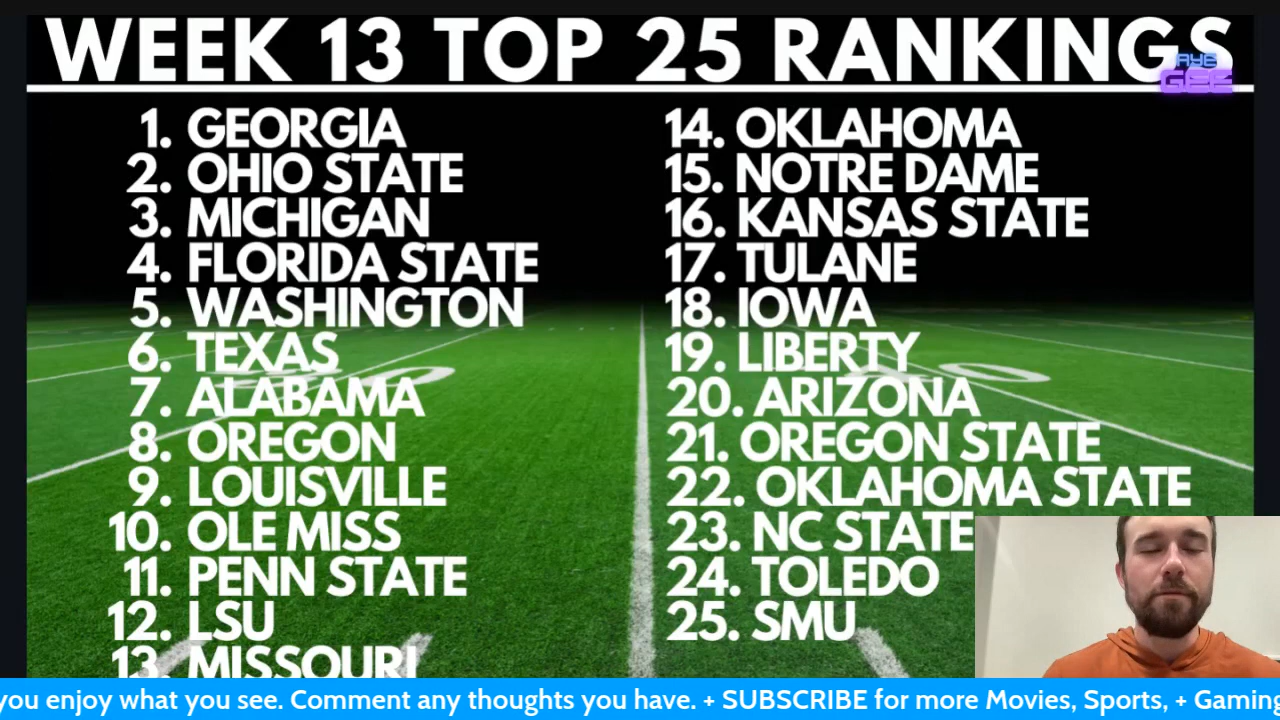 WEEK 13 TOP 25 RANKINGS
AYE
GEE
1. GEORGIA
2. OHIO STATE
3. MICHIGAN
4. FLORIDA STATE
5. WASHINGTON
6. TEXAS
7. ALABAMA
8. OREGON
9. LOUISVILLE
10. OLE MISS
11. PENN STATE
12. LSU
13. MISSOURI
14. OKLAHOMA
15. NOTRE DAME
16. KANSAS STATE
17. TULANE
18. IOWA
19. LIBERTY
20. ARIZONA
21. OREGON STATE
22. OKLAHOMA STATE
23. NC STATE
24. TOLEDO
25. SMU
you enjoy what you see. Comment any thoughts you have. + SUBSCRIBE for more Movies, Sports, + Gaming